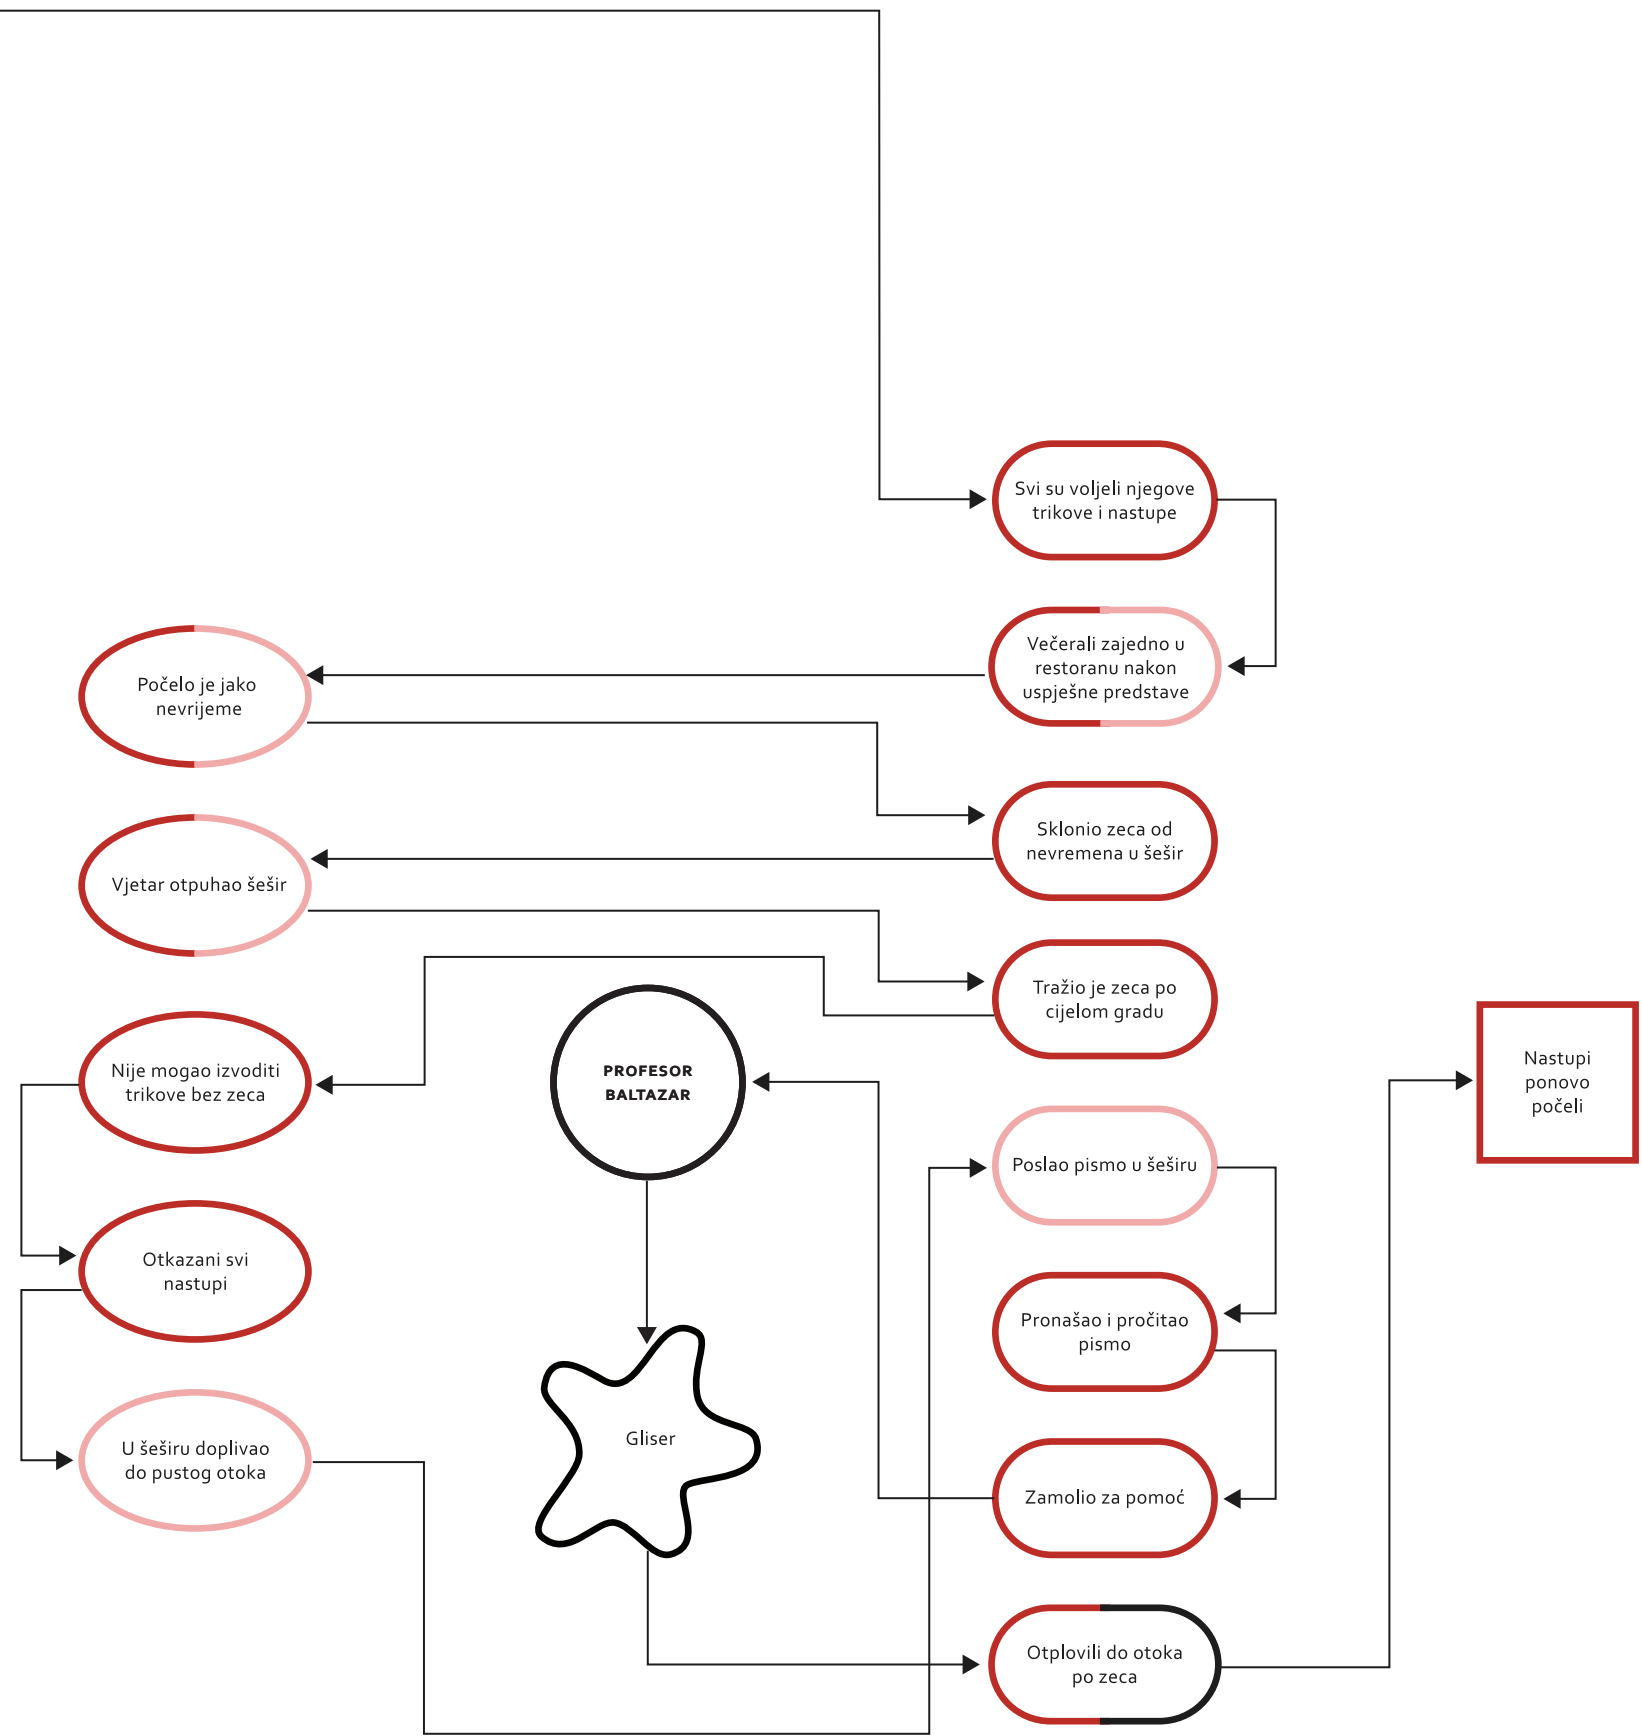 Svi su voljeli njegove
trikove i nastupe
Večerali zajedno u
restoranu nakon
uspješne predstave
Počelo je jako
nevrijeme
Sklonio zeca od
nevremena u šešir
Vjetar otpuhao šešir
Tražio je zeca po
cijelom gradu
Nije mogao izvoditi
trikove bez zeca
Otkazani svi
nastupi
U šeširu doplivao
do pustog otoka
Poslao pismo u šeširu
Pronašao i pročitao
pismo
Zamolio za pomoć
PROFESOR
BALTAZAR
Gliser
Otplovili do otoka
po zeca
Nastupi
ponovo
počeli